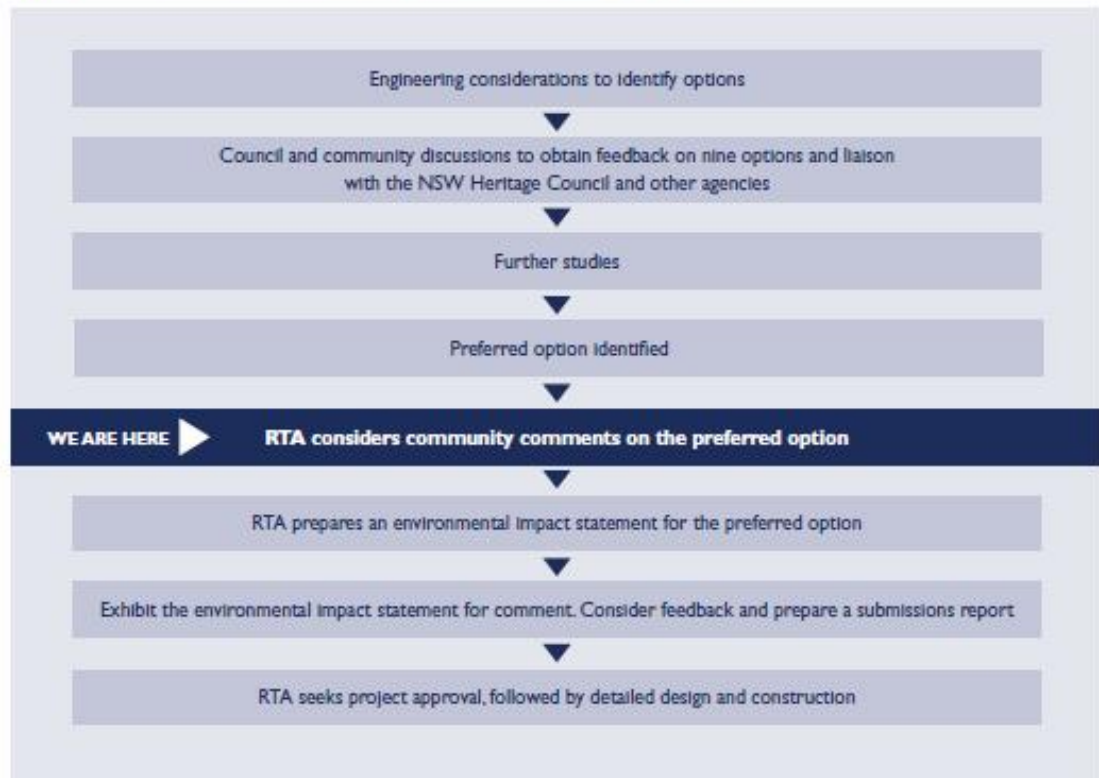 Engineering considerations to identify options
Council and community discussions to obtain feedback on nine options and liaison
with the NSW Heritage Council and other agencies
Further studies
Preferred option identified
WE ARE HERE
RTA considers community comments on the preferred option
RTA prepares an environmental impact statement for the preferred option
Exhibit the environmental impact statement for comment. Consider feedback and prepare a submissions report
RTA seeks project approval, followed by detailed design and construction